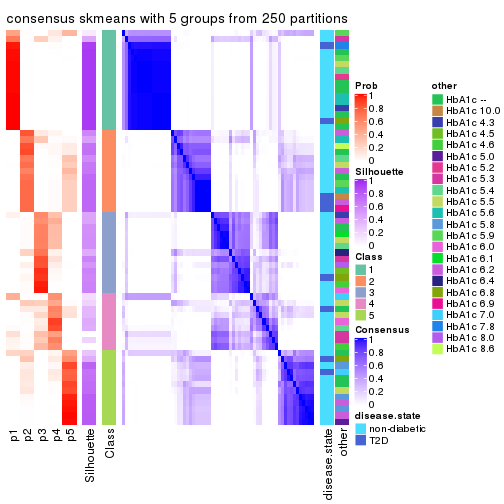 consensus skmeans with 5 groups from 250 partitions
Prob
1
0.8
0.6
0.4
0.2
0
Silhouette
1
0.8
0.6
0.4
0.2
0
Class
1
2
3
4
5
Consensus
1
0.8
0.6
0.4
0.2
0
disease.state
non-diabetic
T2D
other
HbA1c --
HbA1c 10.0
HbA1c 4.3
HbA1c 4.5
HbA1c 4.6
HbA1c 5.0
HbA1c 5.2
HbA1c 5.3
HbA1c 5.4
HbA1c 5.5
HbA1c 5.6
HbA1c 5.8
HbA1c 5.9
HbA1c 6.0
HbA1c 6.1
HbA1c 6.2
HbA1c 6.4
HbA1c 6.8
HbA1c 6.9
HbA1c 7.0
HbA1c 7.8
HbA1c 8.0
HbA1c 8.6
p1
p2
p3
p4
p5
Silhouette
Class
disease.state
other